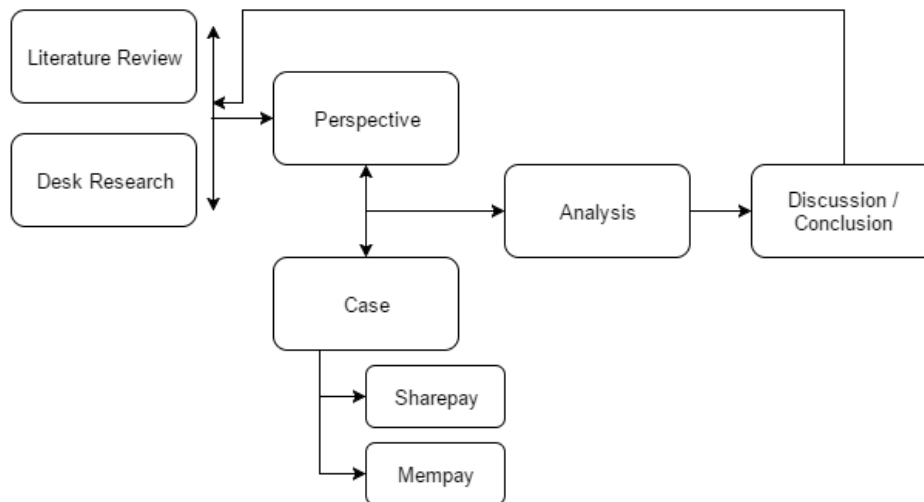 Literature Review
Perspective
Desk Research
Analysis
Discussion /
Conclusion
Case
Sharepay
Mempay